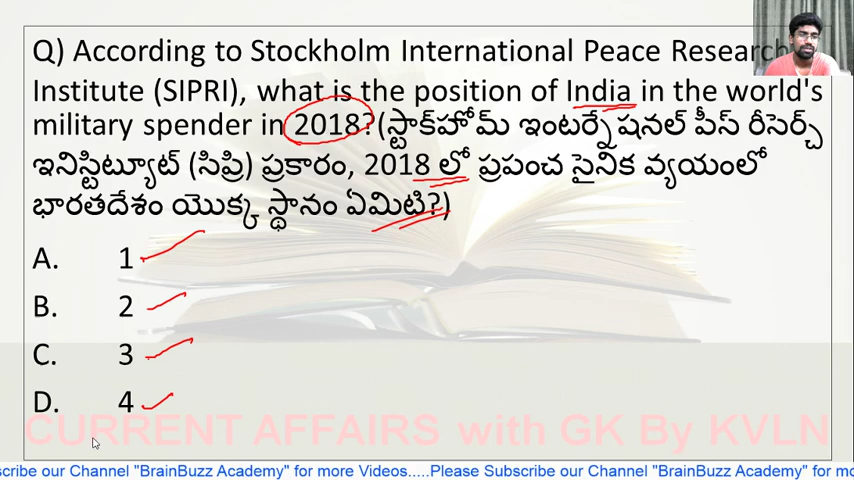 Q) According to Stockholm International Peace Research
Institute (SIPRI), what is the position of India in the world's
military spender in 2018?(స్టాక్‌హోమ్ ఇంటర్నేషనల్ పీస్ రీసెర్చ్
ఇనిస్టిట్యూట్ (సిప్రి) ప్రకారం, 2018 లో ప్రపంచ సైనిక వ్యయంలో
భారతదేశం యొక్క స్థానం ఏమిటి?)
A. 1
B. 2
C. 3
D. 4
CURRENT AFFAIRS with GK By KVLN
scribe our Channel "BrainBuzz Academy" for more Videos.....Please Subscribe our Channel "BrainBuzz Academy" for mo